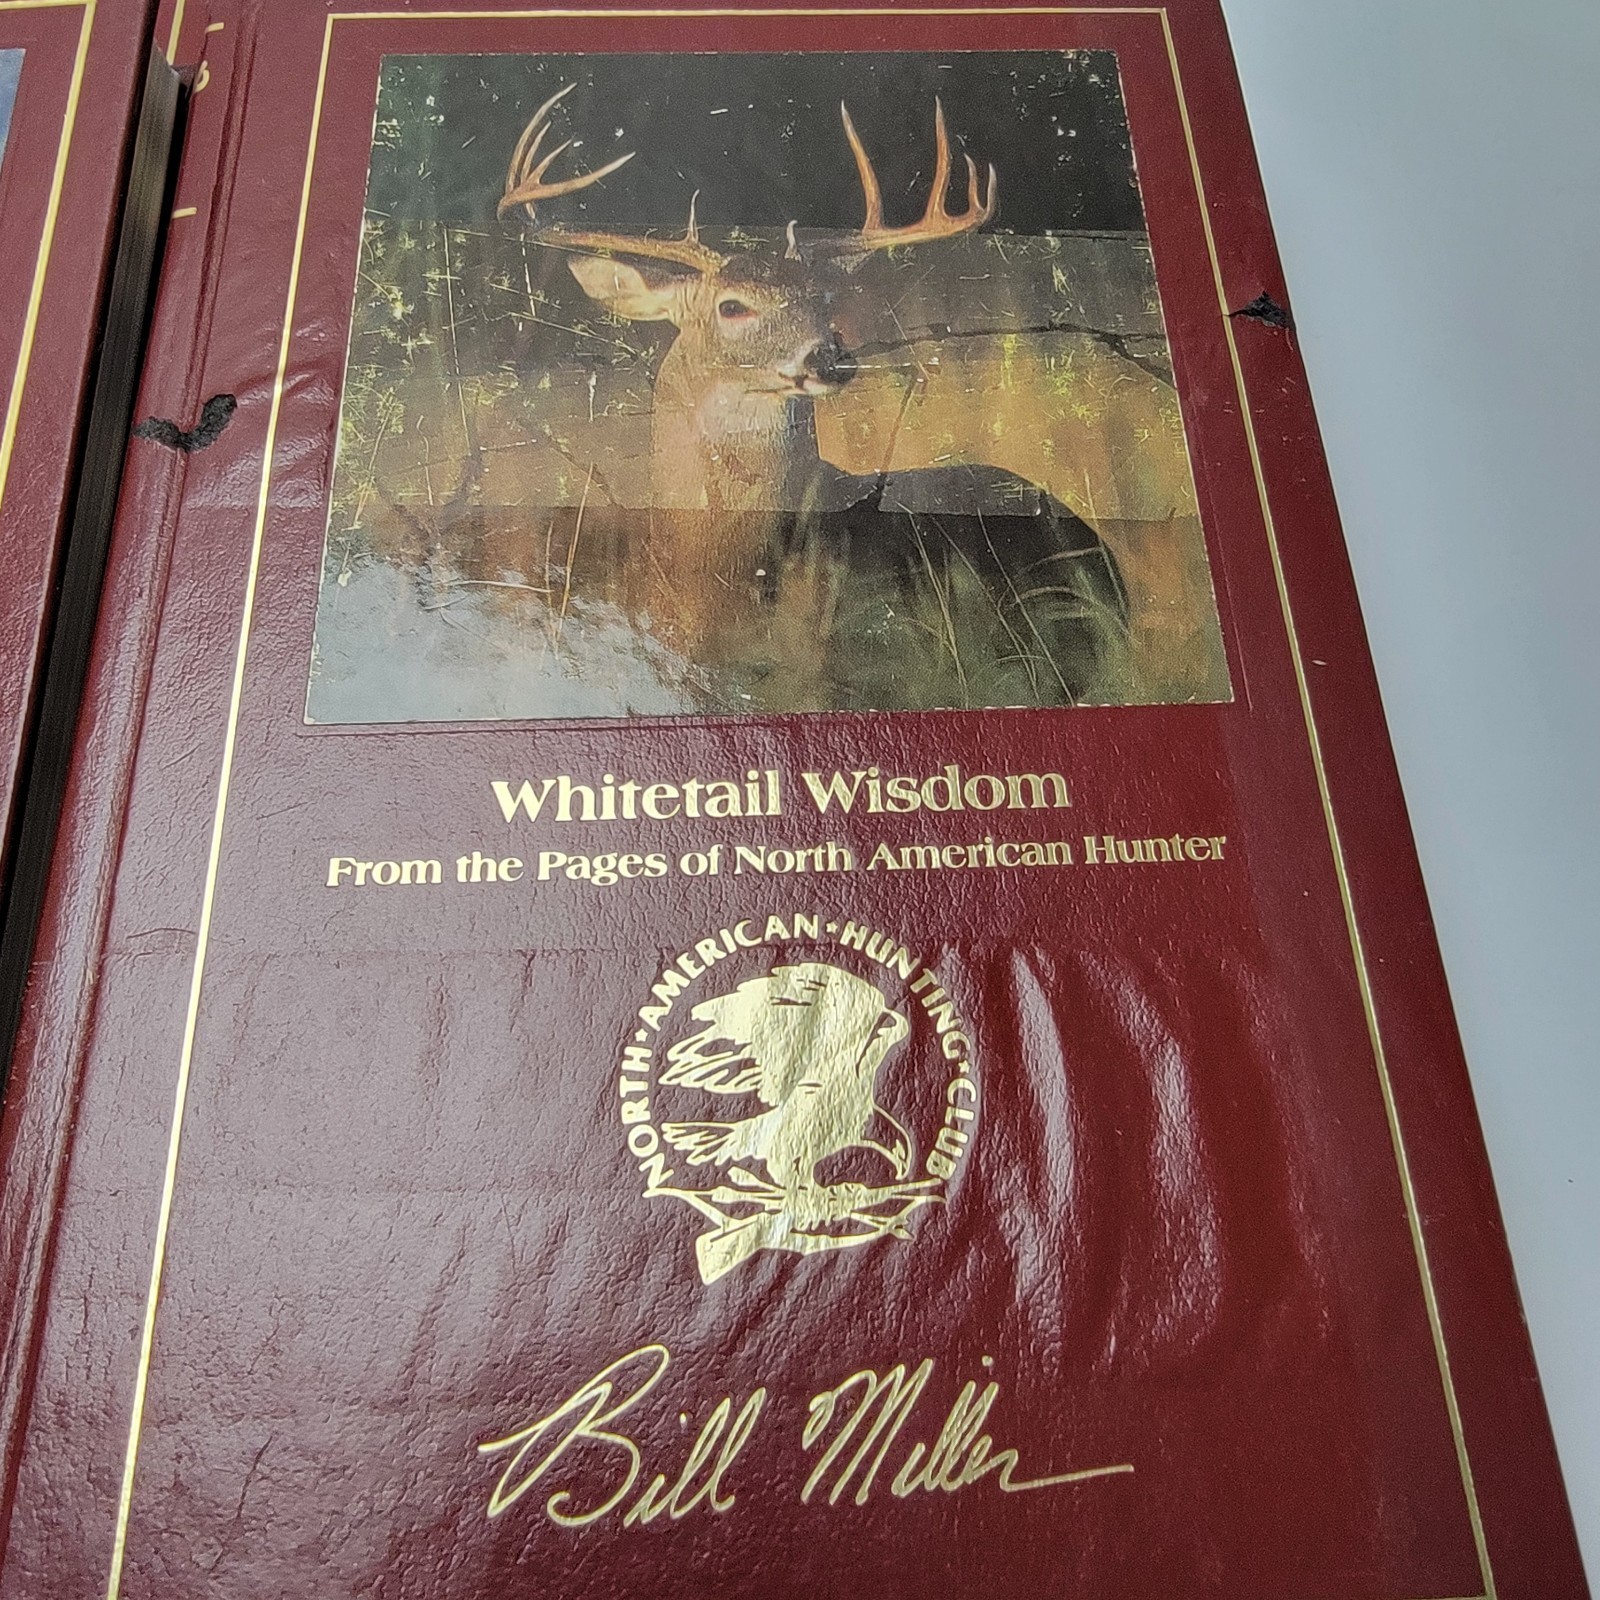 Whitetail Wisdom
From the Pages of North American Hunter
NORTH★AMERICAN★HUNTING★CLUB
Bill Miller